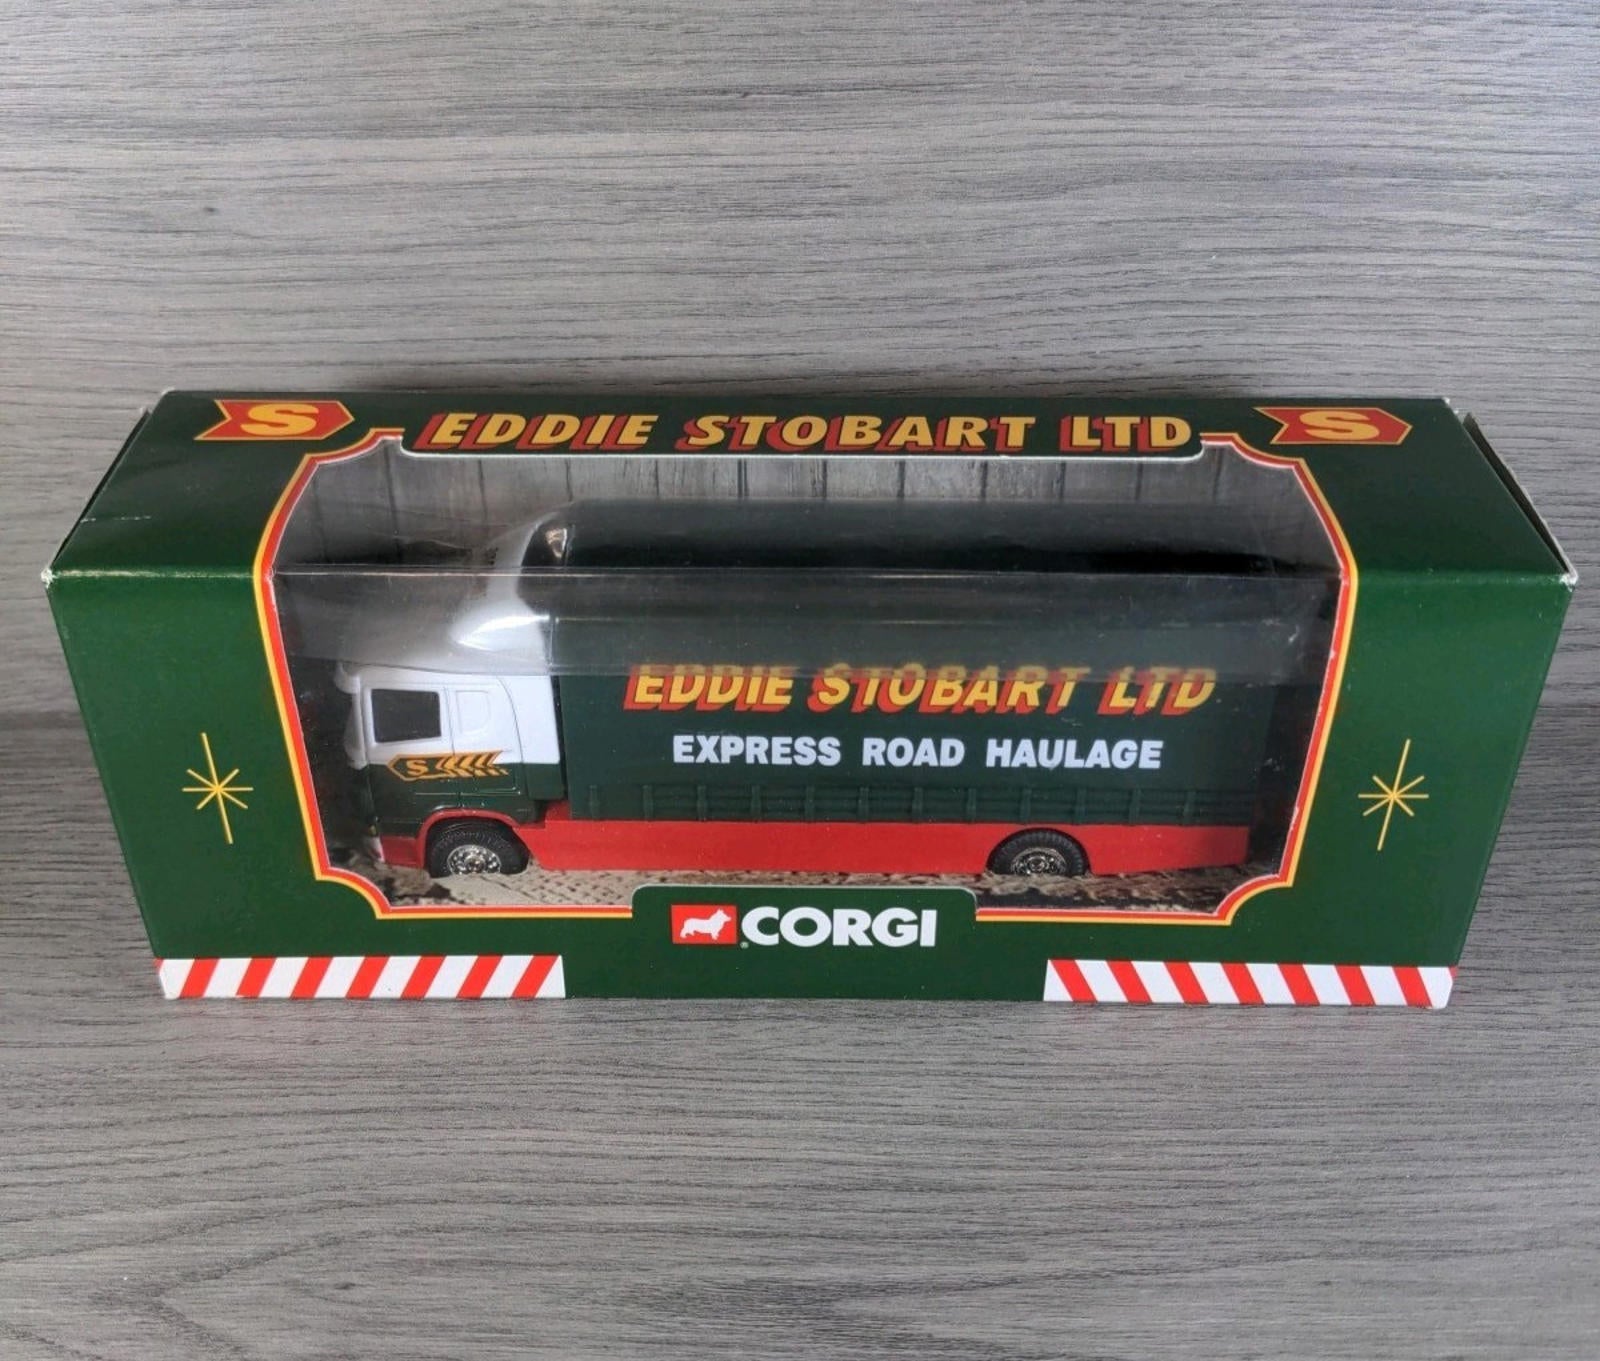 S EDDIE STOBART LTD S
EDDIE STOBART LTD
EXPRESS ROAD HAULAGE
S
CORGI